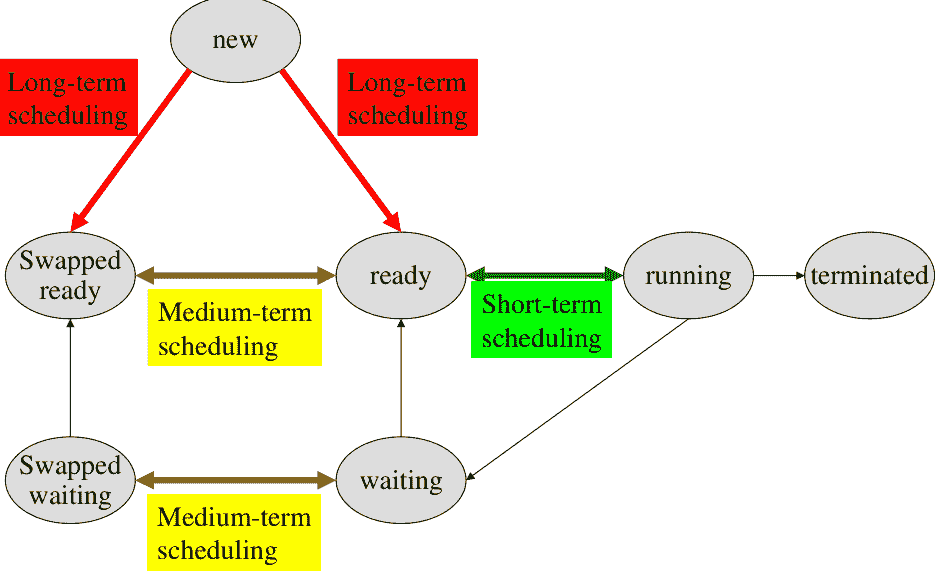 new
Long-term
scheduling
Long-term
scheduling
Swapped
ready
ready
running
terminated
Medium-term
scheduling
Short-term
scheduling
Swapped
waiting
waiting
Medium-term
scheduling